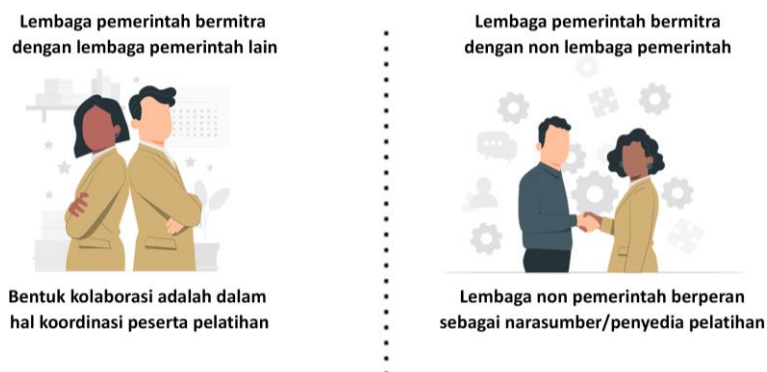 Lembaga pemerintah bermitra
dengan lembaga pemerintah lain
Bentuk kolaborasi adalah dalam
hal koordinasi peserta pelatihan
Lembaga pemerintah bermitra
dengan non lembaga pemerintah
Lembaga non pemerintah berperan
sebagai narasumber/penyedia pelatihan